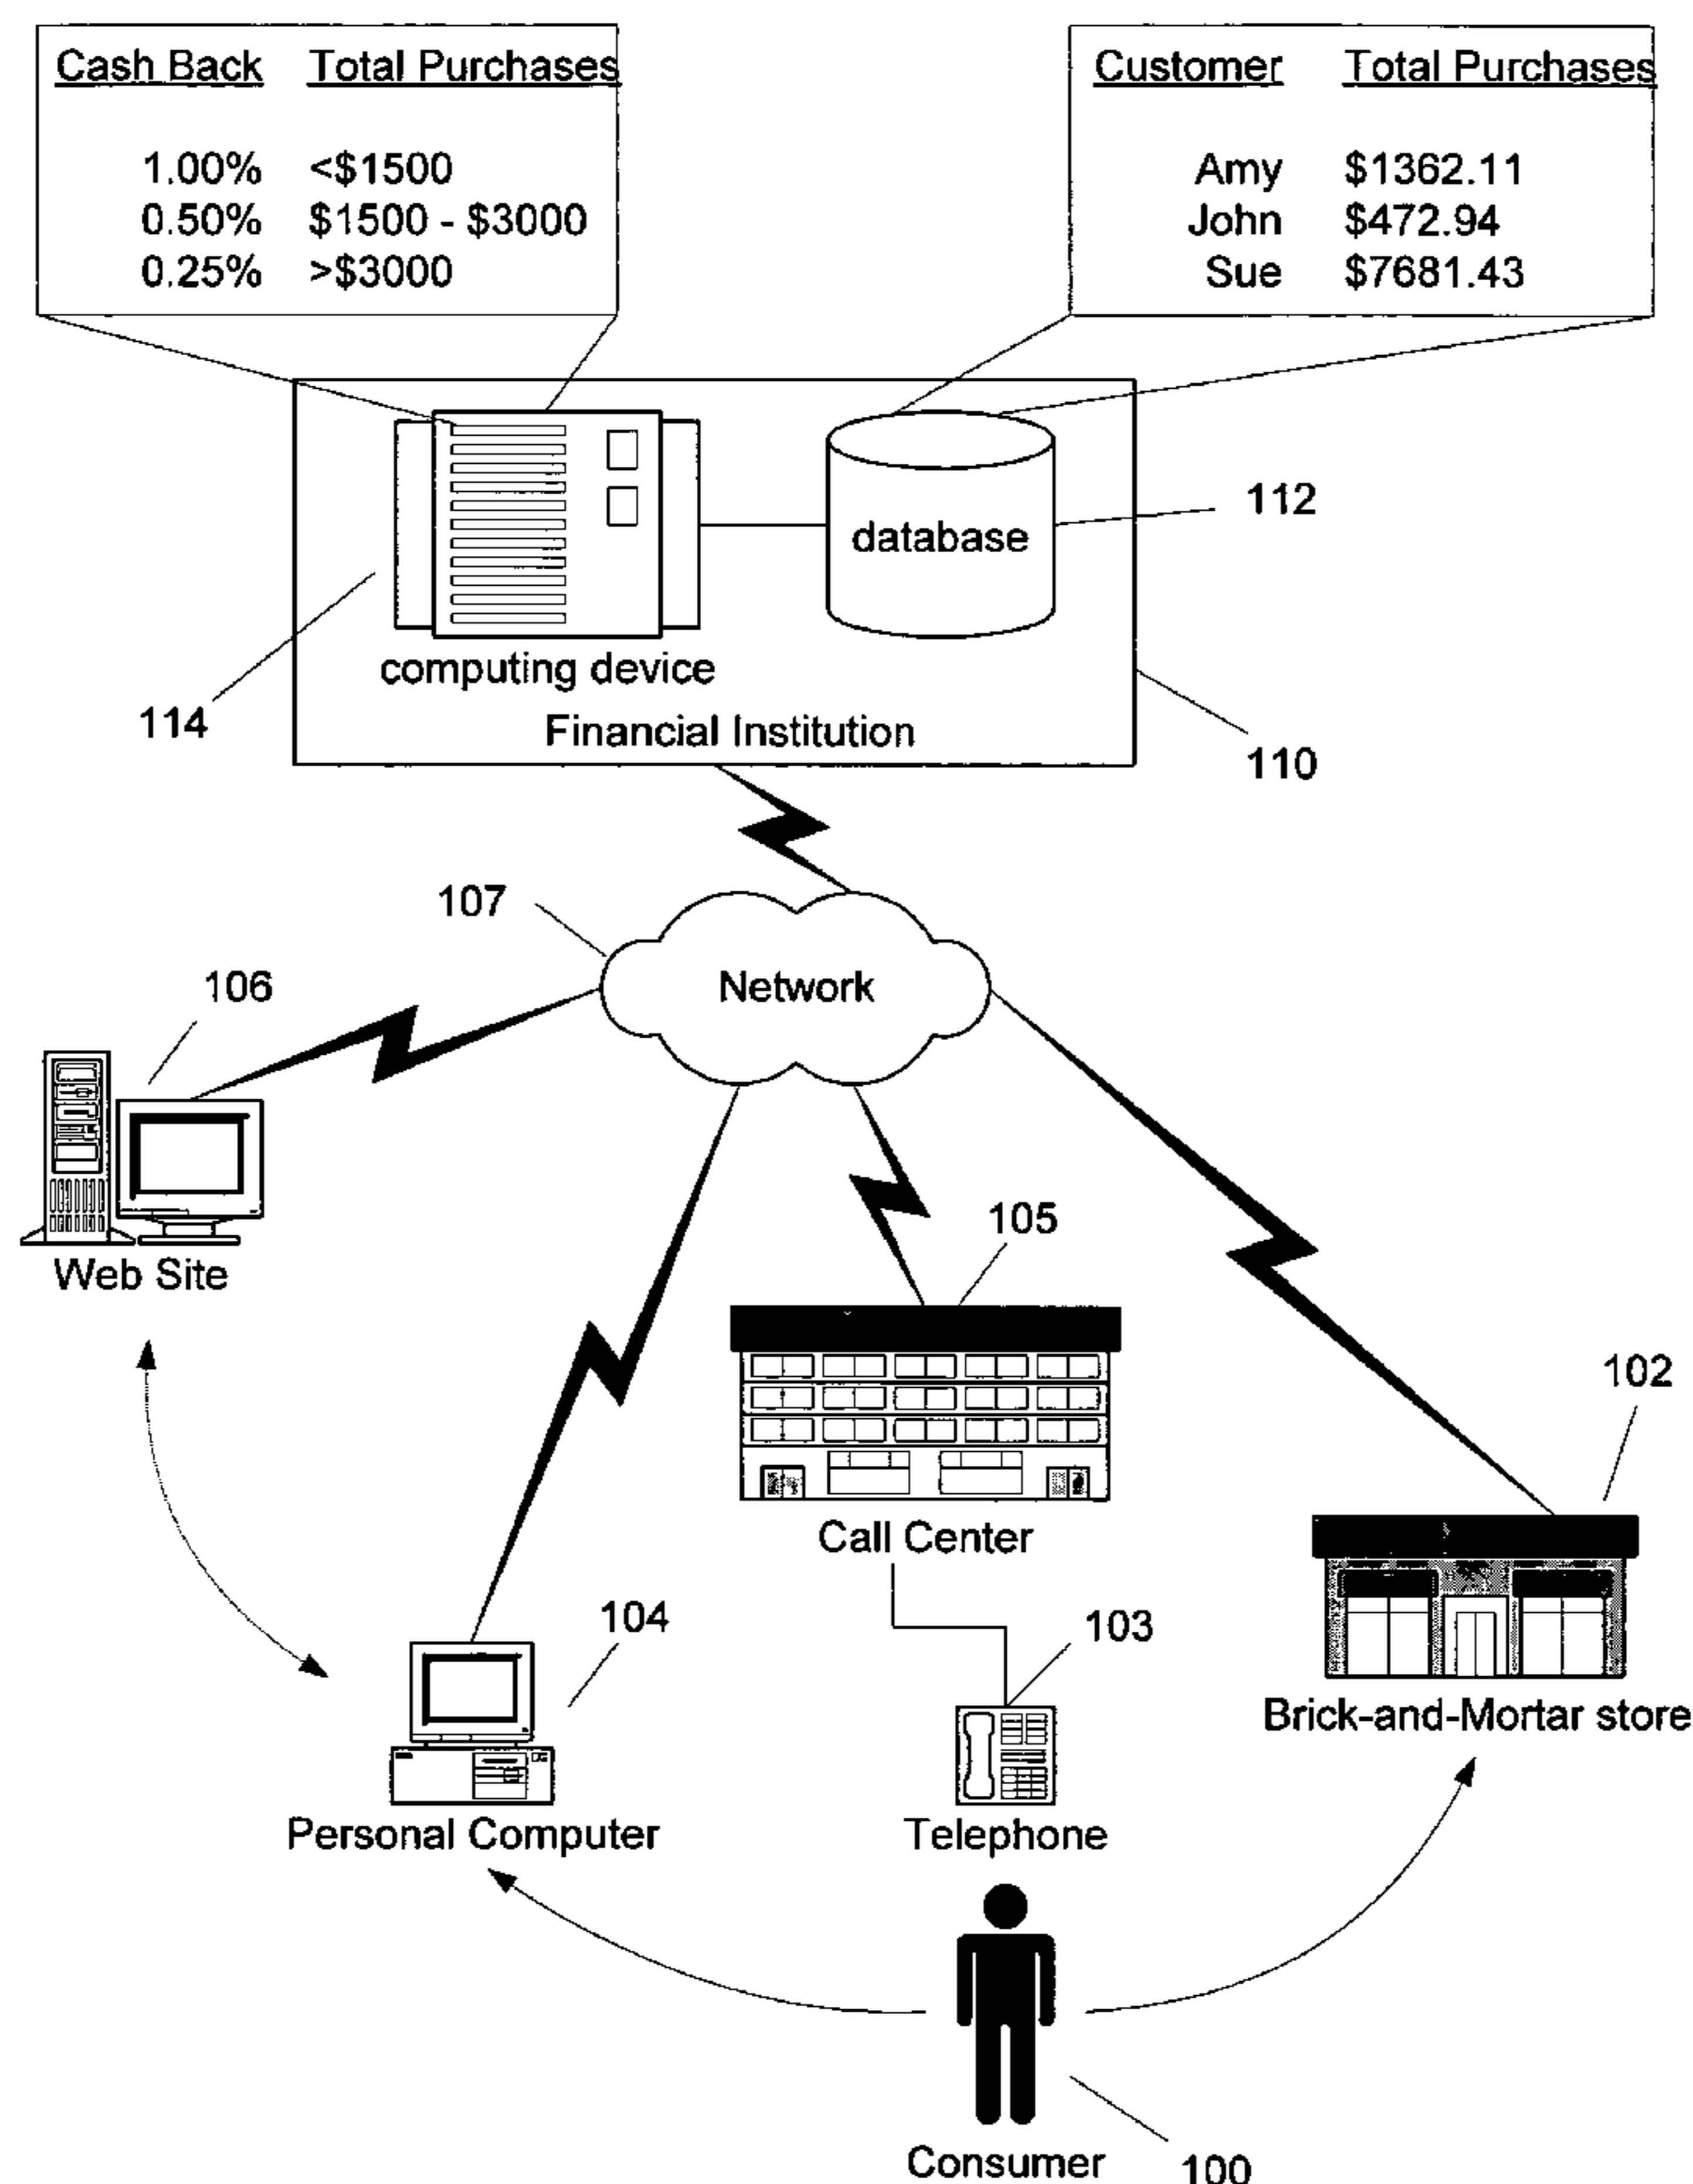 Cash Back Total Purchases
1.00% <$1500
0.50% $1500 - $3000
0.25% >$3000
Customer Total Purchases
Amy $1362.11
John $472.94
Sue $7681.43
database
112
computing device
114
Financial Institution
110
107
Network
106
Web Site
105
Call Center
102
Brick-and-Mortar store
104
Personal Computer
103
Telephone
Consumer
100